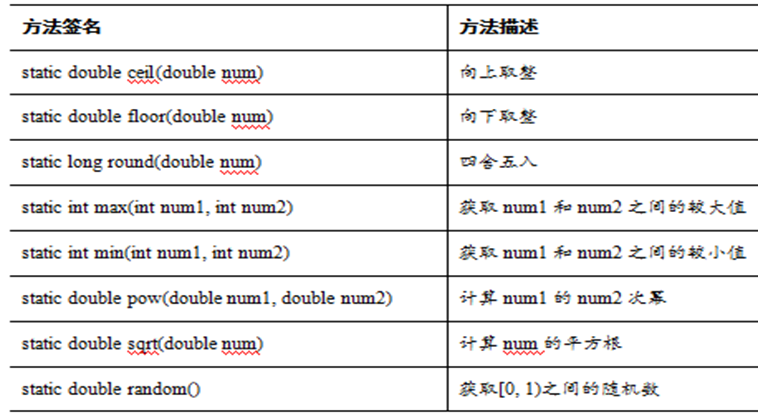 方法签名 方法描述
static double ceil(double num) 向上取整
static double floor(double num) 向下取整
static long round(double num) 四舍五入
static int max(int num1, int num2) 获取 num1 和 num2 之间的较大值
static int min(int num1, int num2) 获取 num1 和 num2 之间的较小值
static double pow(double num1, double num2) 计算 num1 的 num2 次幂
static double sqrt(double num) 计算 num 的平方根
static double random() 获取[0, 1)之间的随机数